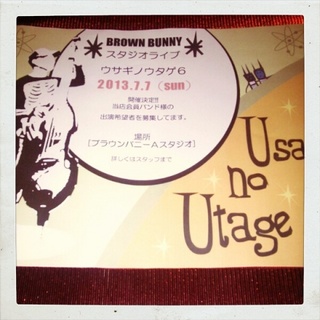 BROWN BUNNY
スタジオライブ
ウサギノウタゲ6
2013.7.7 (sun)
開催決定!!
当店会員バンド様の
出場希望者を募集してます。
場所
[ブラウンバニーAスタジオ]
詳しくはスタッフまで
Usa
no
Utage